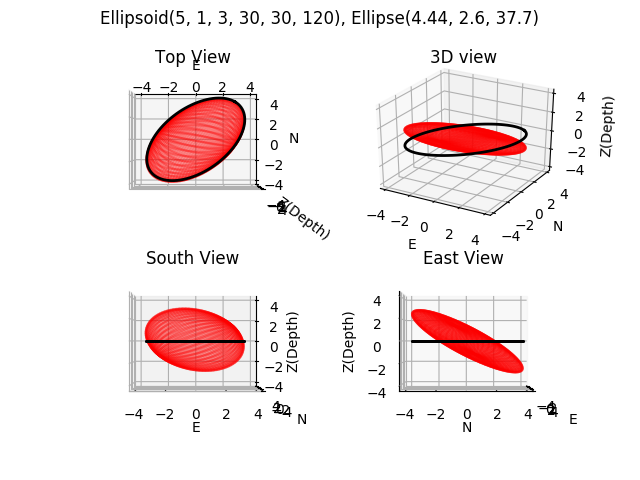 Ellipsoid(5, 1, 3, 30, 30, 120), Ellipse(4.44, 2.6, 37.7)
Top View
E
−4 −2 0 2 4
4
2
N
0
−2
−4
Z(Depth)
3D view
4
2
0
−2
−4
Z(Depth)
−4 −2 0 2 4
E
−4 −2 0 2 4
N
South View
4
2
0
−2
−4
Z(Depth)
−4 −2 0 2 4
E
N
East View
4
2
0
−2
−4
Z(Depth)
−4 −2 0 2 4
N
E